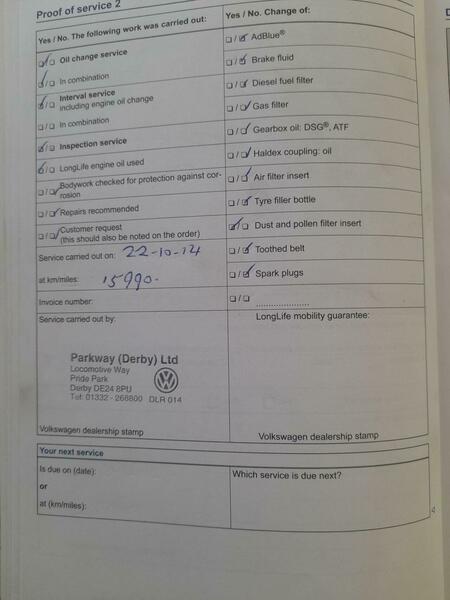 Proof of service 2
Yes / No. The following work was carried out:
Oil change service
In combination
Interval service
including engine oil change
In combination
Inspection service
LongLife engine oil used
Bodywork checked for protection against cor-
rosion
Repairs recommended
Customer request
(this should also be noted on the order)
Service carried out on: 22-10-14
at km/miles: 15990-
Invoice number:
Service carried out by:
Parkway (Derby) Ltd
Locomotive Way
Pride Park
Derby DE24 8PU
Tel: 01332 - 268800 DLR 014
Volkswagen dealership stamp
Yes / No. Change of:
AdBlue®
Brake fluid
Diesel fuel filter
Gas filter
Gearbox oil: DSG®, ATF
Haldex coupling: oil
Air filter insert
Tyre filler bottle
Dust and pollen filter insert
Toothed belt
Spark plugs
LongLife mobility guarantee:
Volkswagen dealership stamp
Your next service
Is due on (date):
or
at (km/miles):
Which service is due next?